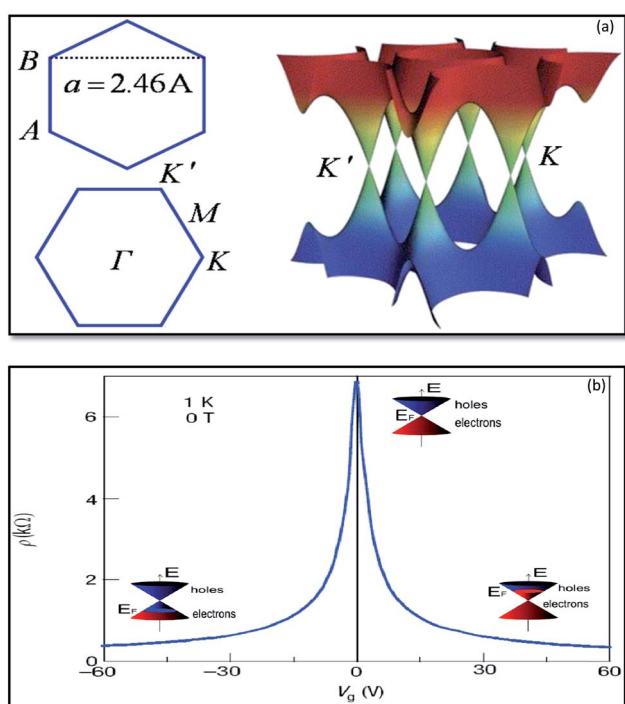 (a)
B
a = 2.46A
A
K'
M
Γ
K
K'
K
(b)
1 K
0 T
E
E_F
holes
electrons
E
E_F
holes
electrons
E
E_F
holes
electrons
ρ(kΩ)
6
4
2
0
-60
-30
0
30
60
V_g (V)